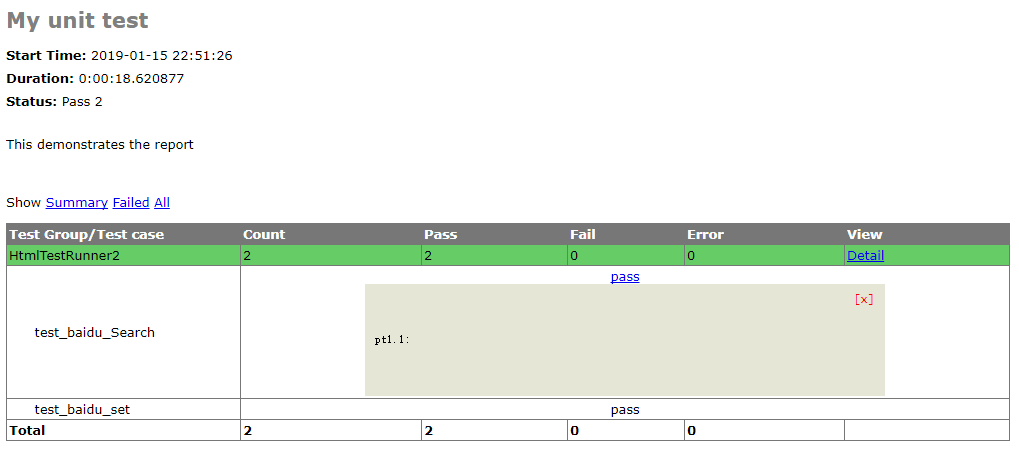 My unit test
Start Time: 2019-01-15 22:51:26
Duration: 0:00:18.620877
Status: Pass 2
This demonstrates the report
Show Summary Failed All
Test Group/Test case Count Pass Fail Error View
HtmlTestRunner2 2 2 0 0 Detail
pass
[x]
test_baidu_Search
pt1.1:
test_baidu_set pass
Total 2 2 0 0